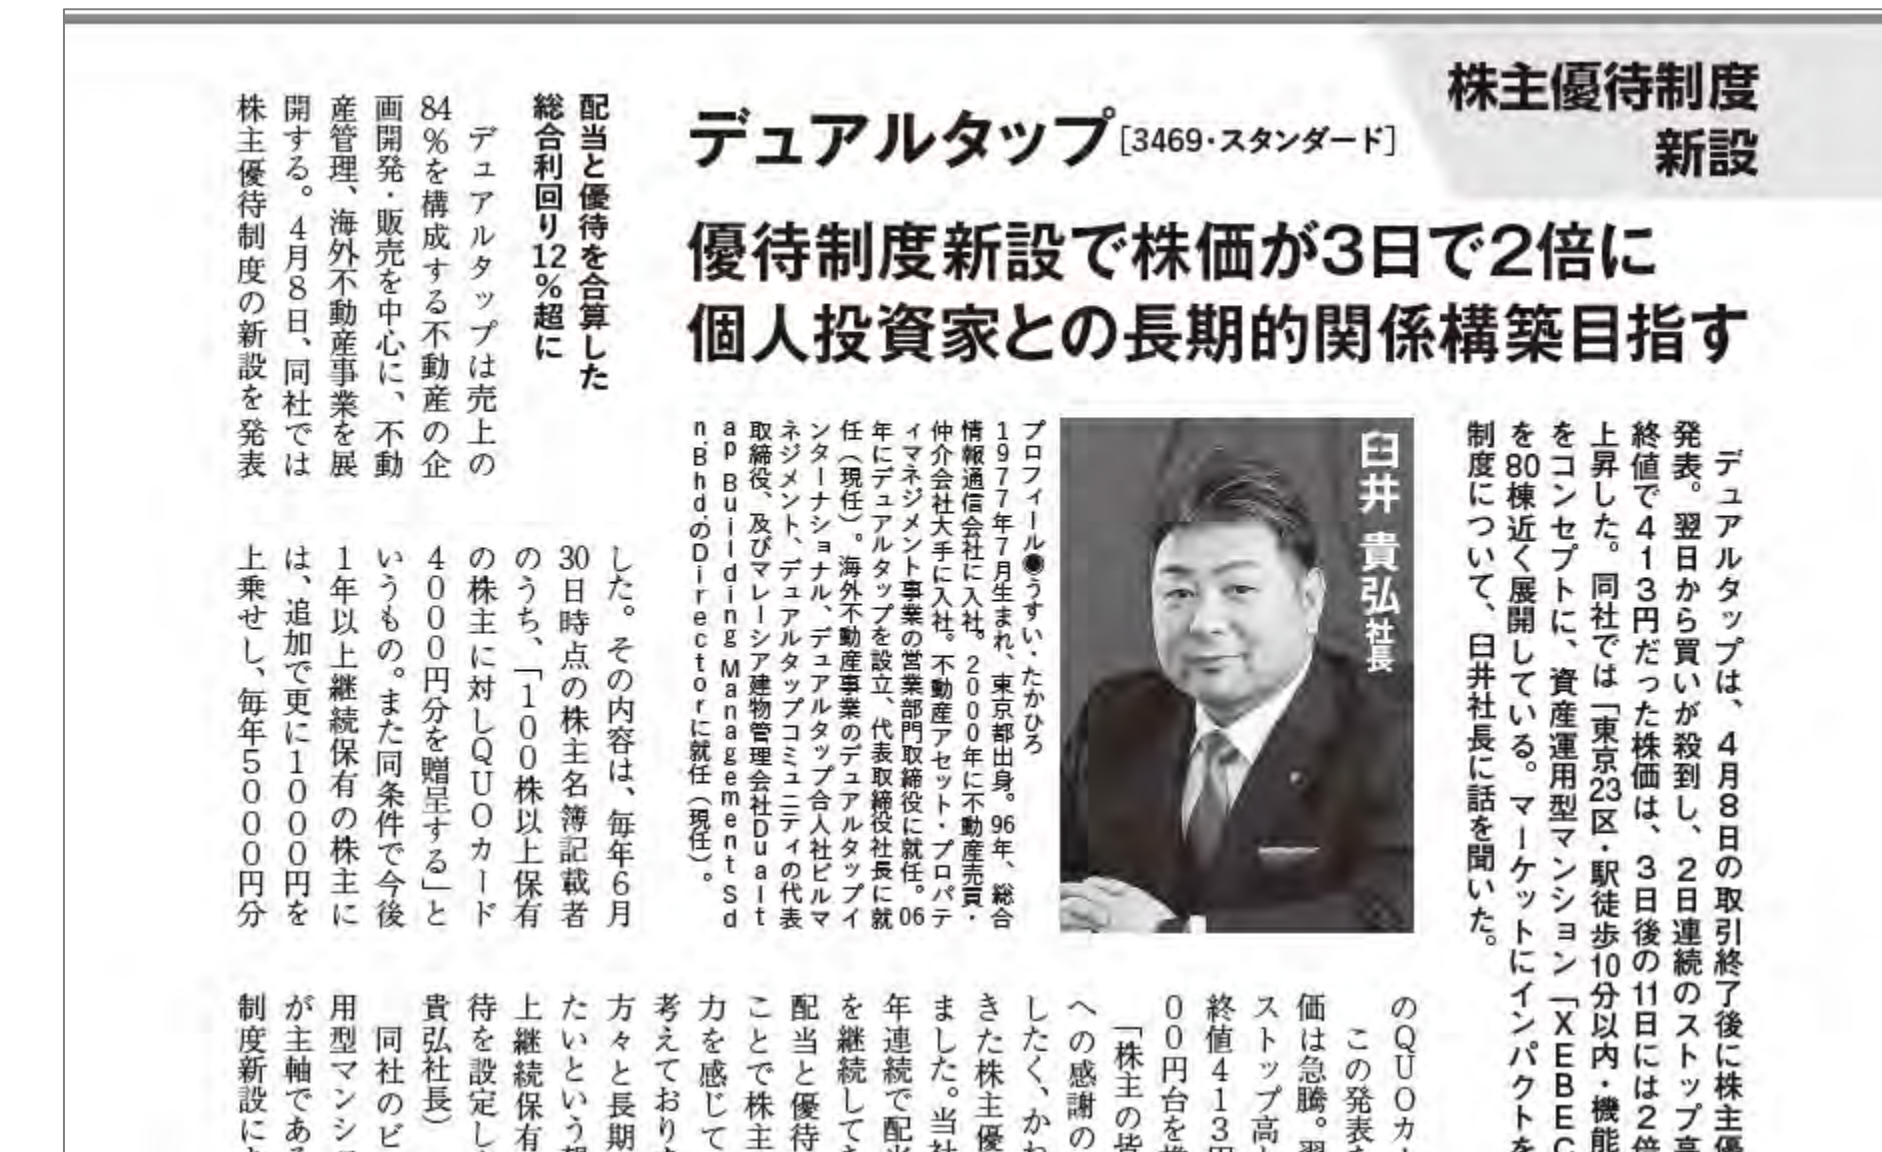 株主優待制度
新設
デュアルタップ［3469・スタンダード］
優待制度新設で株価が3日で2倍に
個人投資家との長期的関係構築目指す
デュアルタップは、4月8日の取引終了後に株主優
発表。翌日から買いが殺到し、2日連続のストップ高
終値で413円だった株価は、3日後の11日には2倍
上昇した。同社では「東京23区・駅徒歩10分以内・機能
をコンセプトに、資産運用型マンション「XEBEC
を80棟近く展開している。マーケットにインパクトを
制度について、臼井社長に話を聞いた。
臼井 貴弘社長
プロフィール●うすい・たかひろ
1977年7月生まれ、東京都出身。96年、総合
情報通信会社に入社。2000年に不動産売買・
仲介会社大手に入社。不動産アセット・プロパテ
ィマネジメント事業の営業部門取締役に就任。06
年にデュアルタップを設立、代表取締役社長に就
任（現任）。海外不動産事業のデュアルタップイ
ンターナショナル、デュアルタップ合人社ビルマ
ネジメント、デュアルタップコミュニティの代表
取締役、及びマレーシア建物管理会社Dualt
ap Building Management Sd
n.Bhd.のDirectorに就任（現任）。
配当と優待を合算した
総合利回り12％超に
デュアルタップは売上の
84％を構成する不動産の企
画開発・販売を中心に、不動
産管理、海外不動産事業を展
開する。4月8日、同社では
株主優待制度の新設を発表
した。その内容は、毎年6月
30日時点の株主名簿記載者
のうち、「100株以上保有
の株主に対しQUOカード
4000円分を贈呈する」と
いうもの。また同条件で今後
1年以上継続保有の株主に
は、追加で更に1000円を
上乗せし、毎年5000円分
のQUOカー
この発表を
価は急騰。翌
ストップ高と
終値413円
00円台を推
「株主の皆
への感謝の
したく、かね
きた株主優
ました。当社
年連続で配当
を継続してき
配当と優待
ことで株主
力を感じて
考えており
方々と長期
たいという
上継続保有
待を設定し
貴弘社長）
同社のビ
用型マンシ
が主軸であ
制度新設に